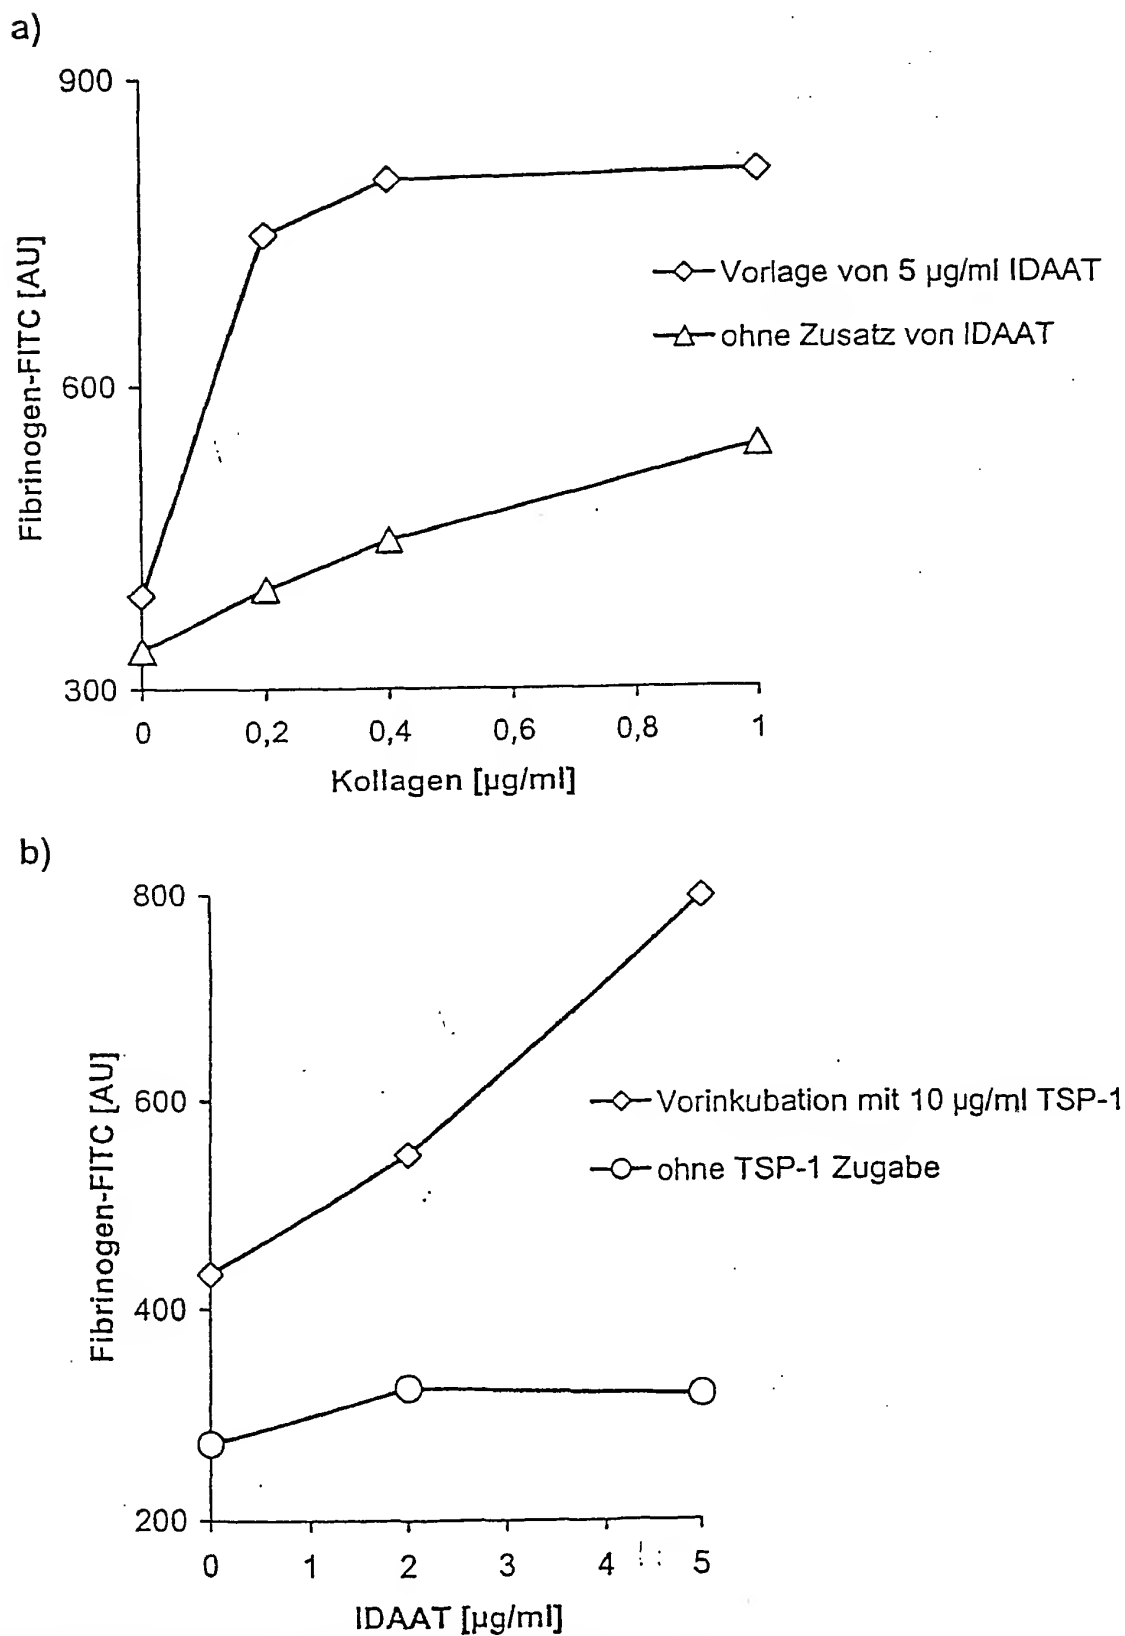 a)
900
600
300
Fibrinogen-FITC [AU]
Vorlage von 5 µg/ml IDAAT
ohne Zusatz von IDAAT
0 0,2 0,4 0,6 0,8 1
Kollagen [µg/ml]
b)
800
600
400
200
Fibrinogen-FITC [AU]
Vorinkubation mit 10 µg/ml TSP-1
ohne TSP-1 Zugabe
0 1 2 3 4 5
IDAAT [µg/ml]